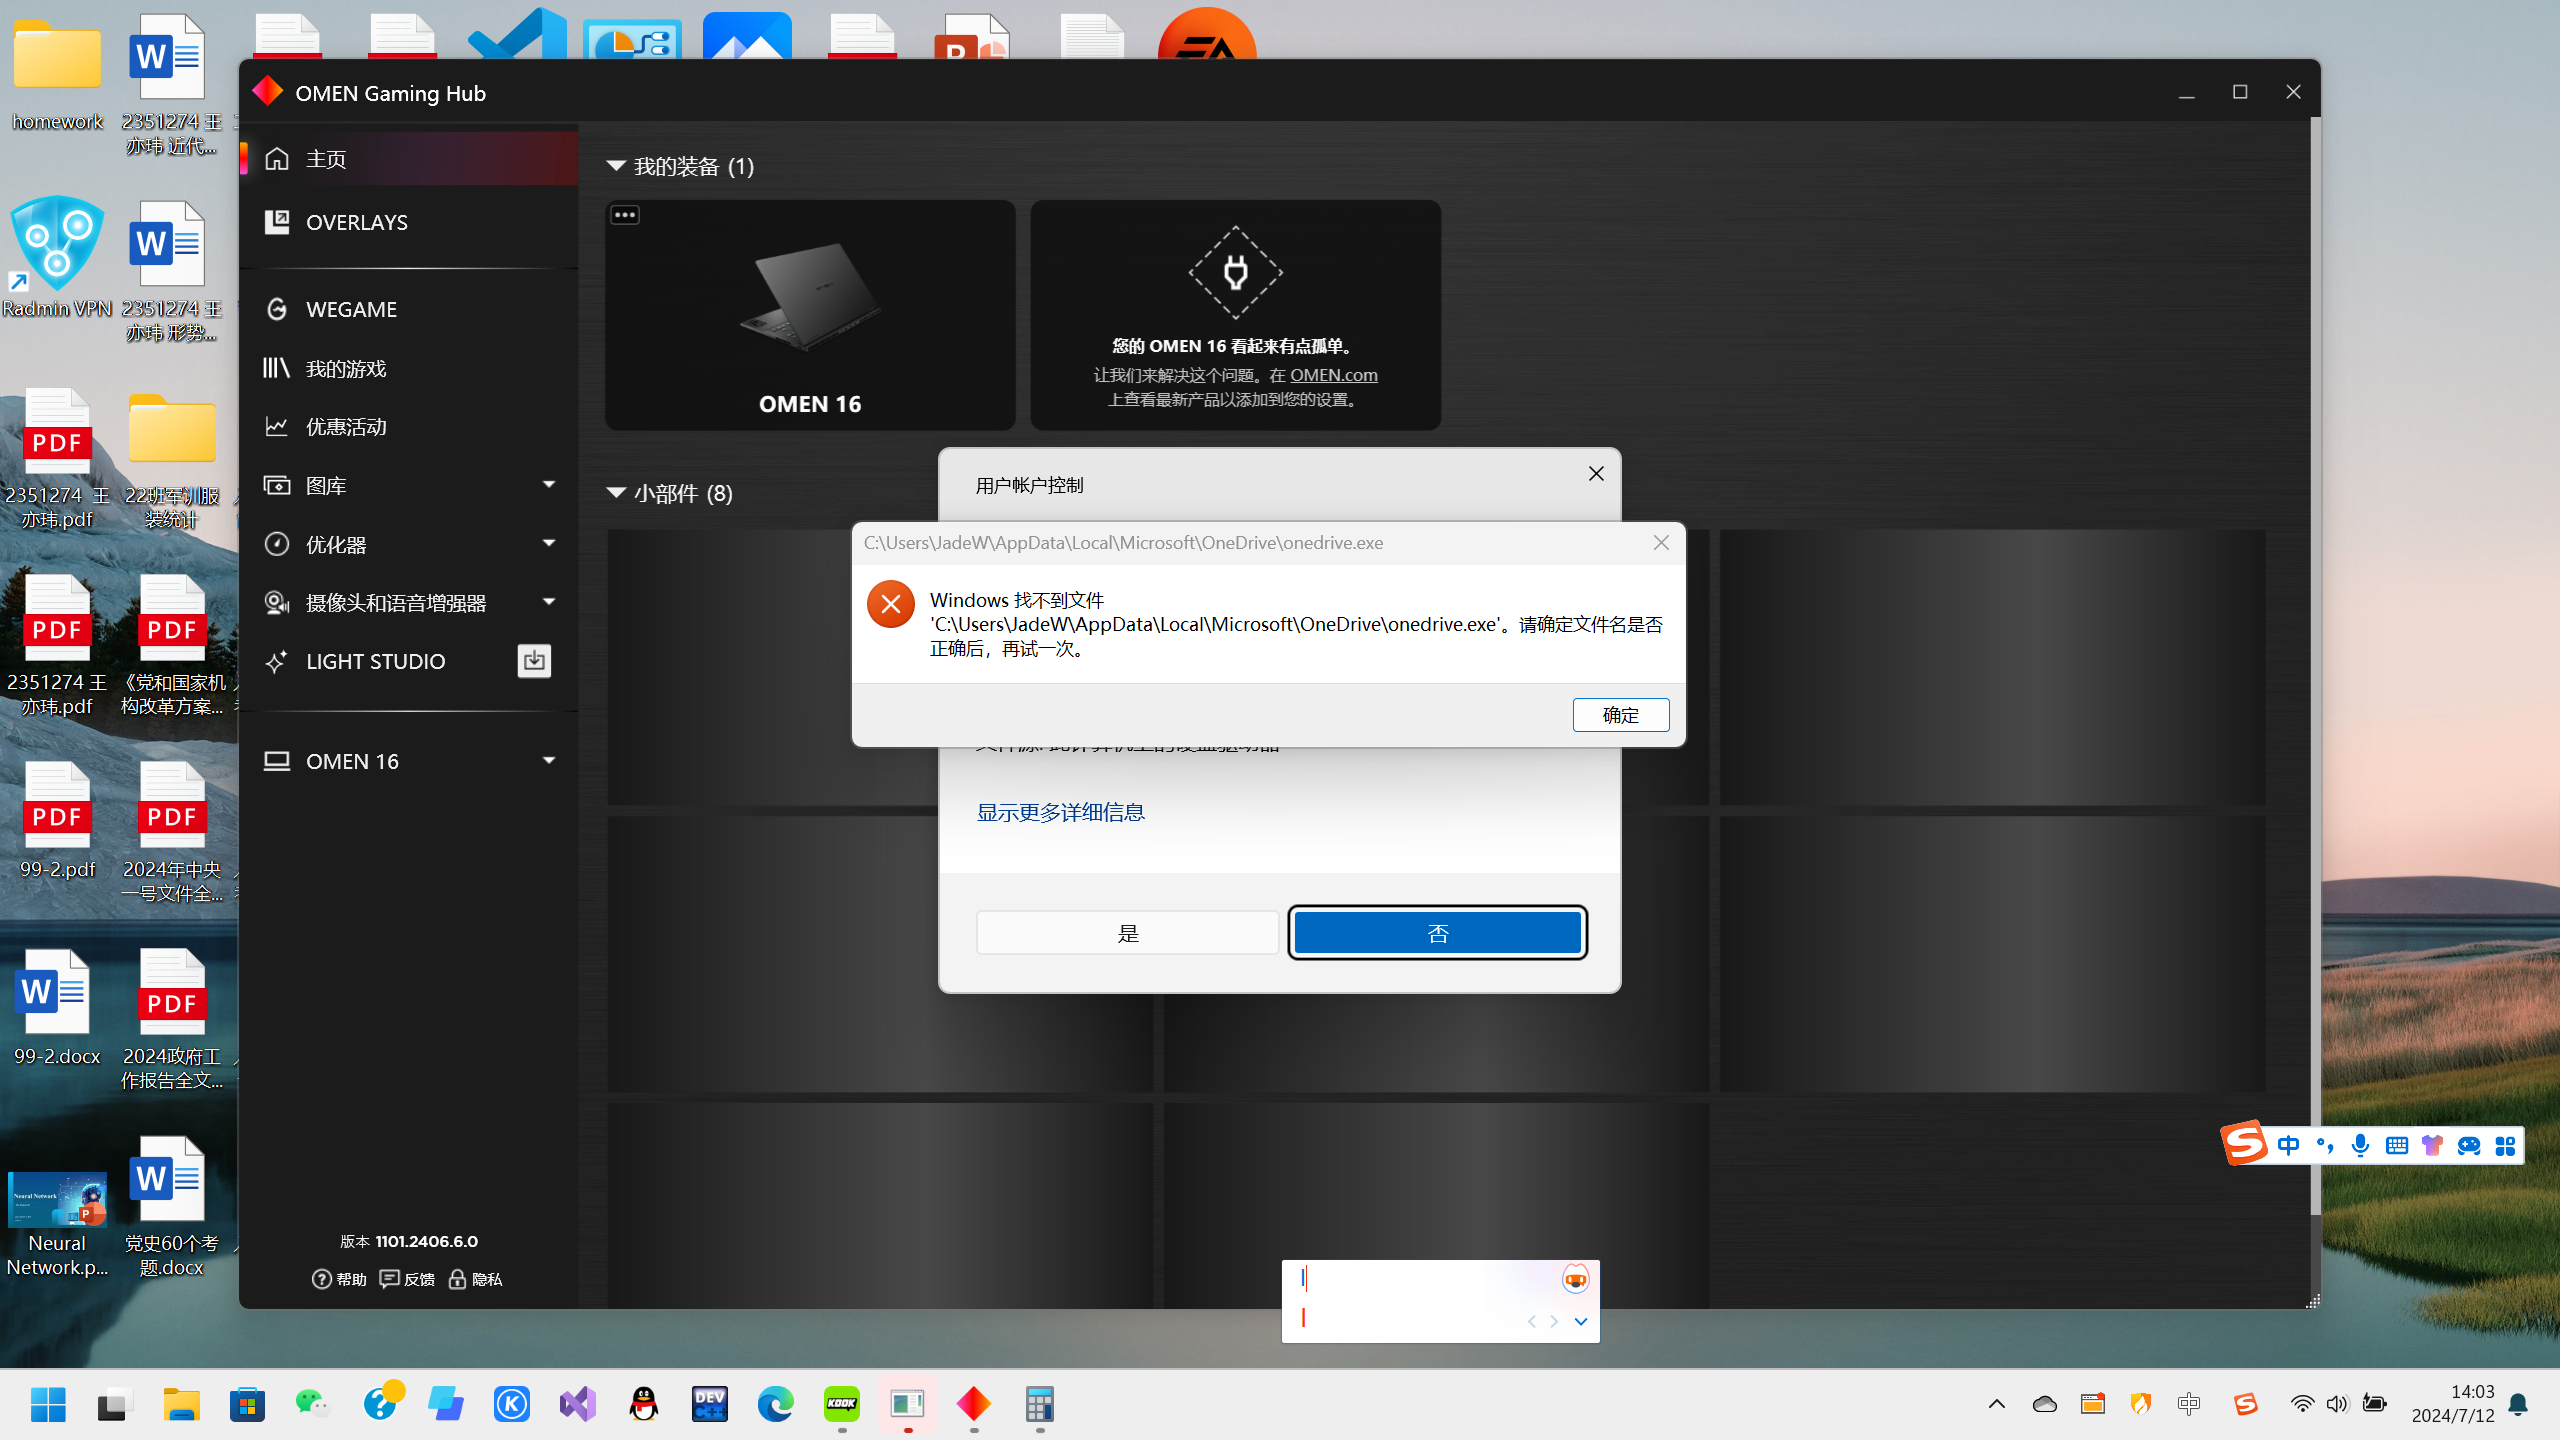 homework
2351274 王
亦玮 近代...
Radmin VPN
2351274 王
亦玮 形势...
PDF
2351274 王
亦玮.pdf
22班军训服
装统计
PDF
2351274 王
亦玮.pdf
PDF
《党和国家机
构改革方案...
PDF
99-2.pdf
PDF
2024年中央
一号文件全...
99-2.docx
PDF
2024政府工
作报告全文...
Neural Network
Neural
Network.p...
党史60个考
题.docx
OMEN Gaming Hub
主页
OVERLAYS
WEGAME
我的游戏
优惠活动
图库
优化器
摄像头和语音增强器
LIGHT STUDIO
OMEN 16
版本 1101.2406.6.0
帮助 反馈 隐私
我的装备 (1)
OMEN 16
您的 OMEN 16 看起来有点孤单。
让我们来解决这个问题。在 OMEN.com
上查看最新产品以添加到您的设置。
小部件 (8)
用户帐户控制
C:\Users\JadeW\AppData\Local\Microsoft\OneDrive\onedrive.exe
Windows 找不到文件
'C:\Users\JadeW\AppData\Local\Microsoft\OneDrive\onedrive.exe'。请确定文件名是否
正确后，再试一次。
确定
显示更多详细信息
是
否
中
DEV
C++
KOOK
中
14:03
2024/7/12